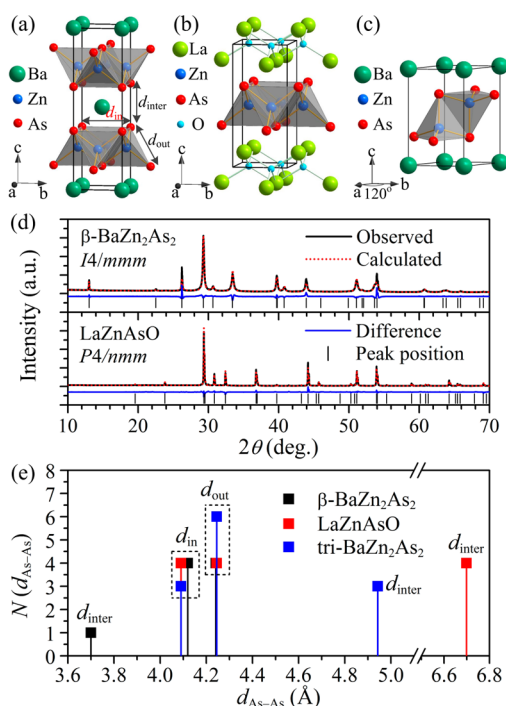 (a)
Ba
Zn
As
d_in
d_inter
d_out
c
a
b
(b)
La
Zn
As
O
c
a
b
(c)
Ba
Zn
As
c
a 120° b
(d)
β-BaZn₂As₂
I4/mmm
Observed
Calculated
LaZnAsO
P4/nmm
Difference
Peak position
Intensity (a.u.)
10 20 30 40 50 60 70
2θ (deg.)
(e)
8
7
6
5
4
3
2
1
0
N (d_As–As)
d_inter
d_in
d_out
β-BaZn₂As₂
LaZnAsO
tri-BaZn₂As₂
d_inter
d_inter
3.6 3.8 4.0 4.2 4.4 4.6 4.8 5.0 6.6 6.8
d_As–As (Å)